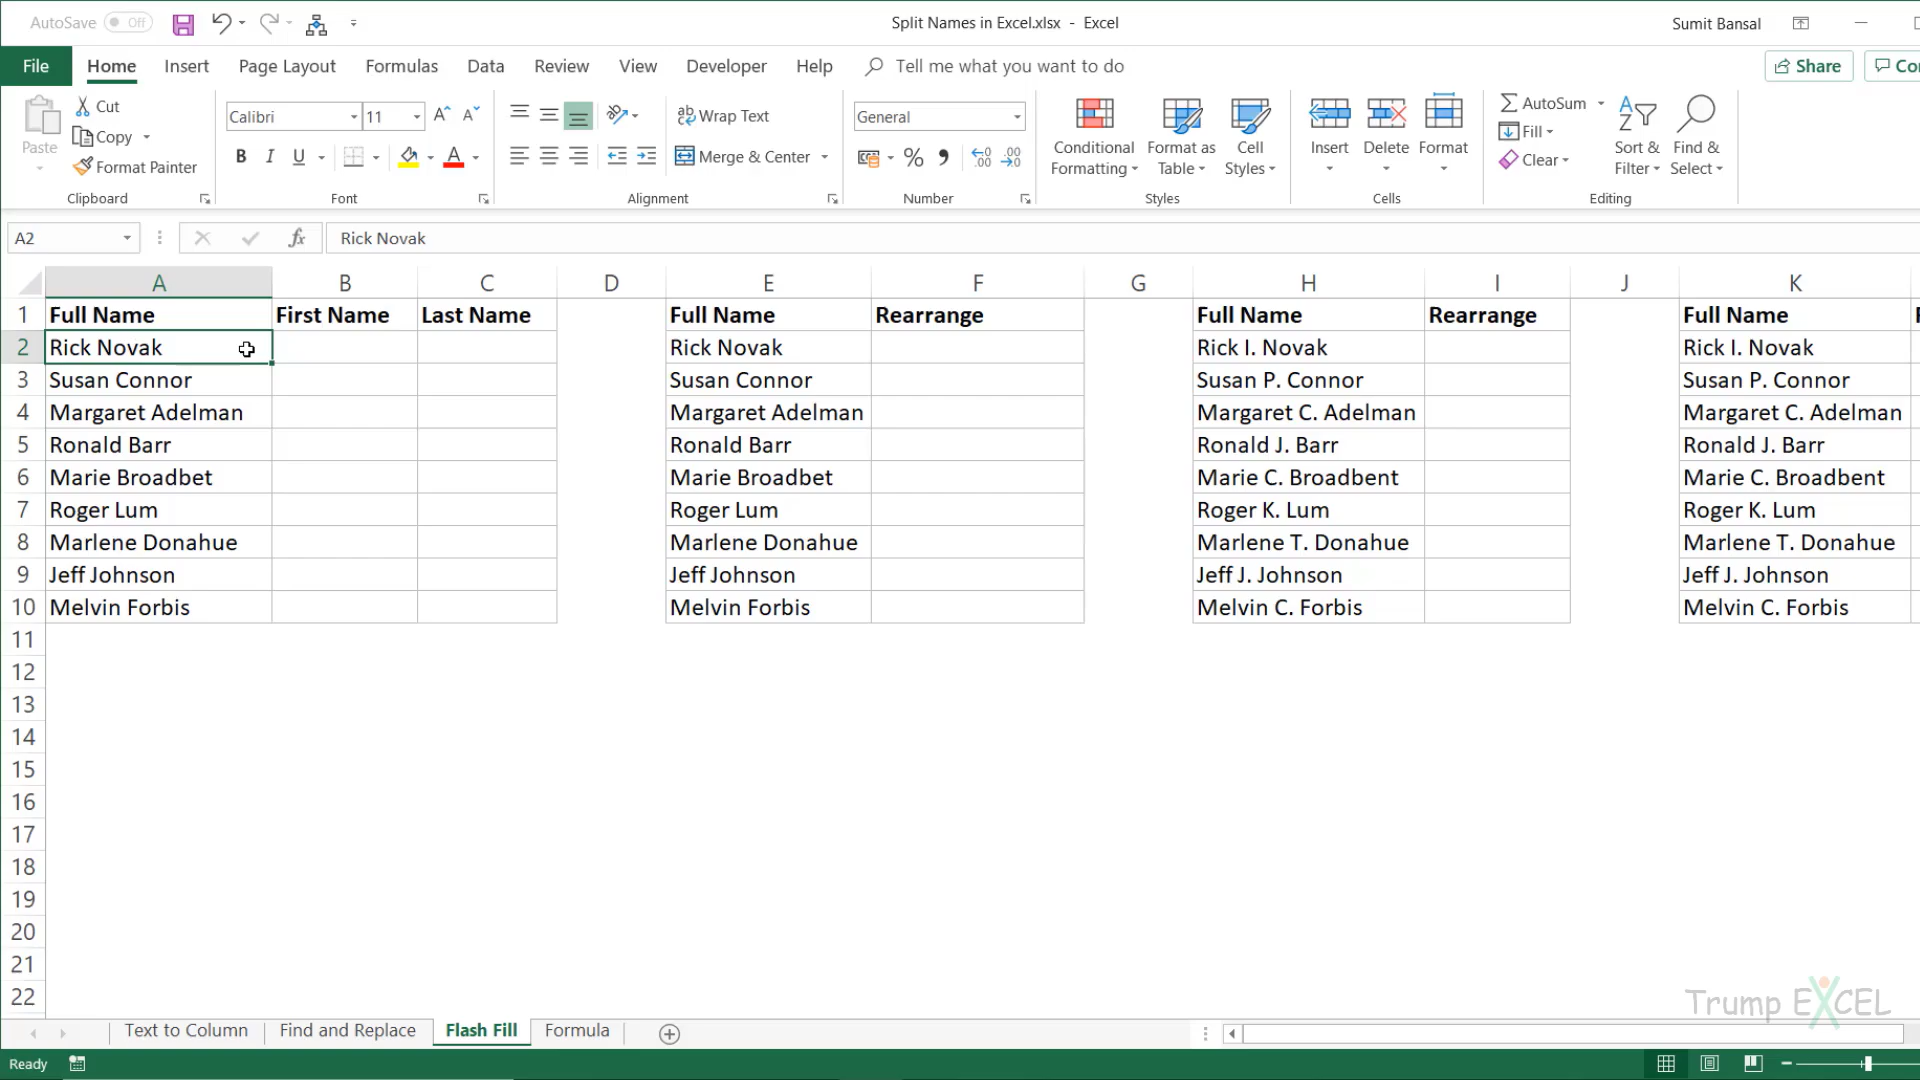 AutoSave Off Split Names in Excel.xlsx - Excel Sumit Bansal
File Home Insert Page Layout Formulas Data Review View Developer Help Tell me what you want to do Share
Paste Cut Copy Format Painter
Calibri 11 Wrap Text General
B I U A Merge & Center % Conditional Formatting Format as Table Cell Styles Insert Delete Format
AutoSum Fill Clear Sort & Filter Find & Select
Clipboard Font Alignment Number Styles Cells Editing
A2 fx Rick Novak
A B C D E F G H I J K
1 Full Name First Name Last Name Full Name Rearrange Full Name Rearrange Full Name
2 Rick Novak Rick Novak Rick I. Novak Rick I. Novak
3 Susan Connor Susan Connor Susan P. Connor Susan P. Connor
4 Margaret Adelman Margaret Adelman Margaret C. Adelman Margaret C. Adelman
5 Ronald Barr Ronald Barr Ronald J. Barr Ronald J. Barr
6 Marie Broadbet Marie Broadbet Marie C. Broadbent Marie C. Broadbent
7 Roger Lum Roger Lum Roger K. Lum Roger K. Lum
8 Marlene Donahue Marlene Donahue Marlene T. Donahue Marlene T. Donahue
9 Jeff Johnson Jeff Johnson Jeff J. Johnson Jeff J. Johnson
10 Melvin Forbis Melvin Forbis Melvin C. Forbis Melvin C. Forbis
11
12
13
14
15
16
17
18
19
20
21
22
Trump EXCEL
Text to Column Find and Replace Flash Fill Formula
Ready